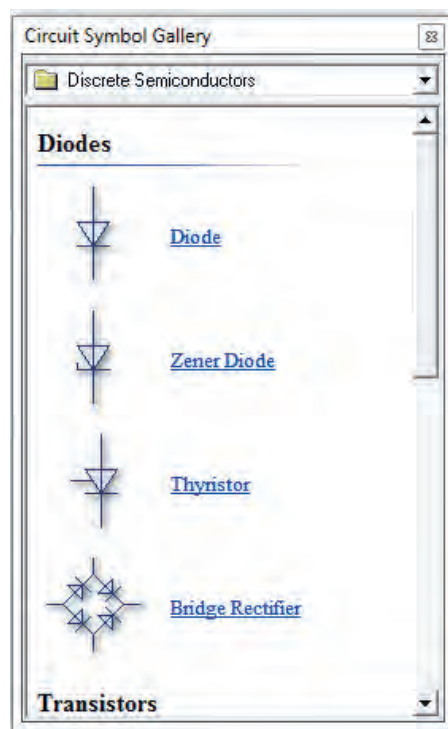 Circuit Symbol Gallery
Discrete Semiconductors
Diodes
Diode
Zener Diode
Thyristor
Bridge Rectifier
Transistors